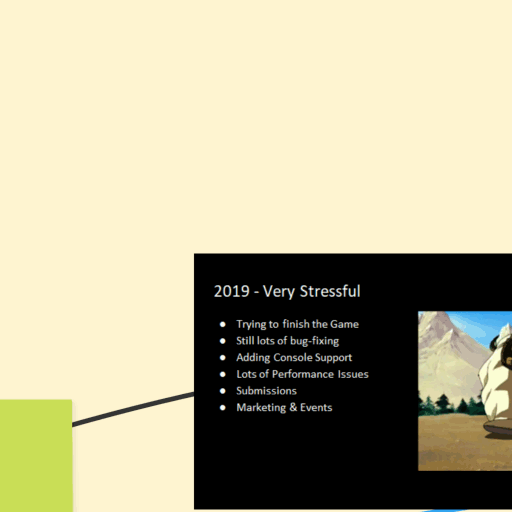 2019 - Very Stressful
● Trying to finish the Game
● Still lots of bug-fixing
● Adding Console Support
● Lots of Performance Issues
● Submissions
● Marketing & Events